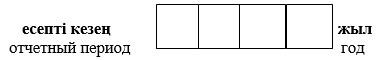 есепті кезең жыл
отчетный период год